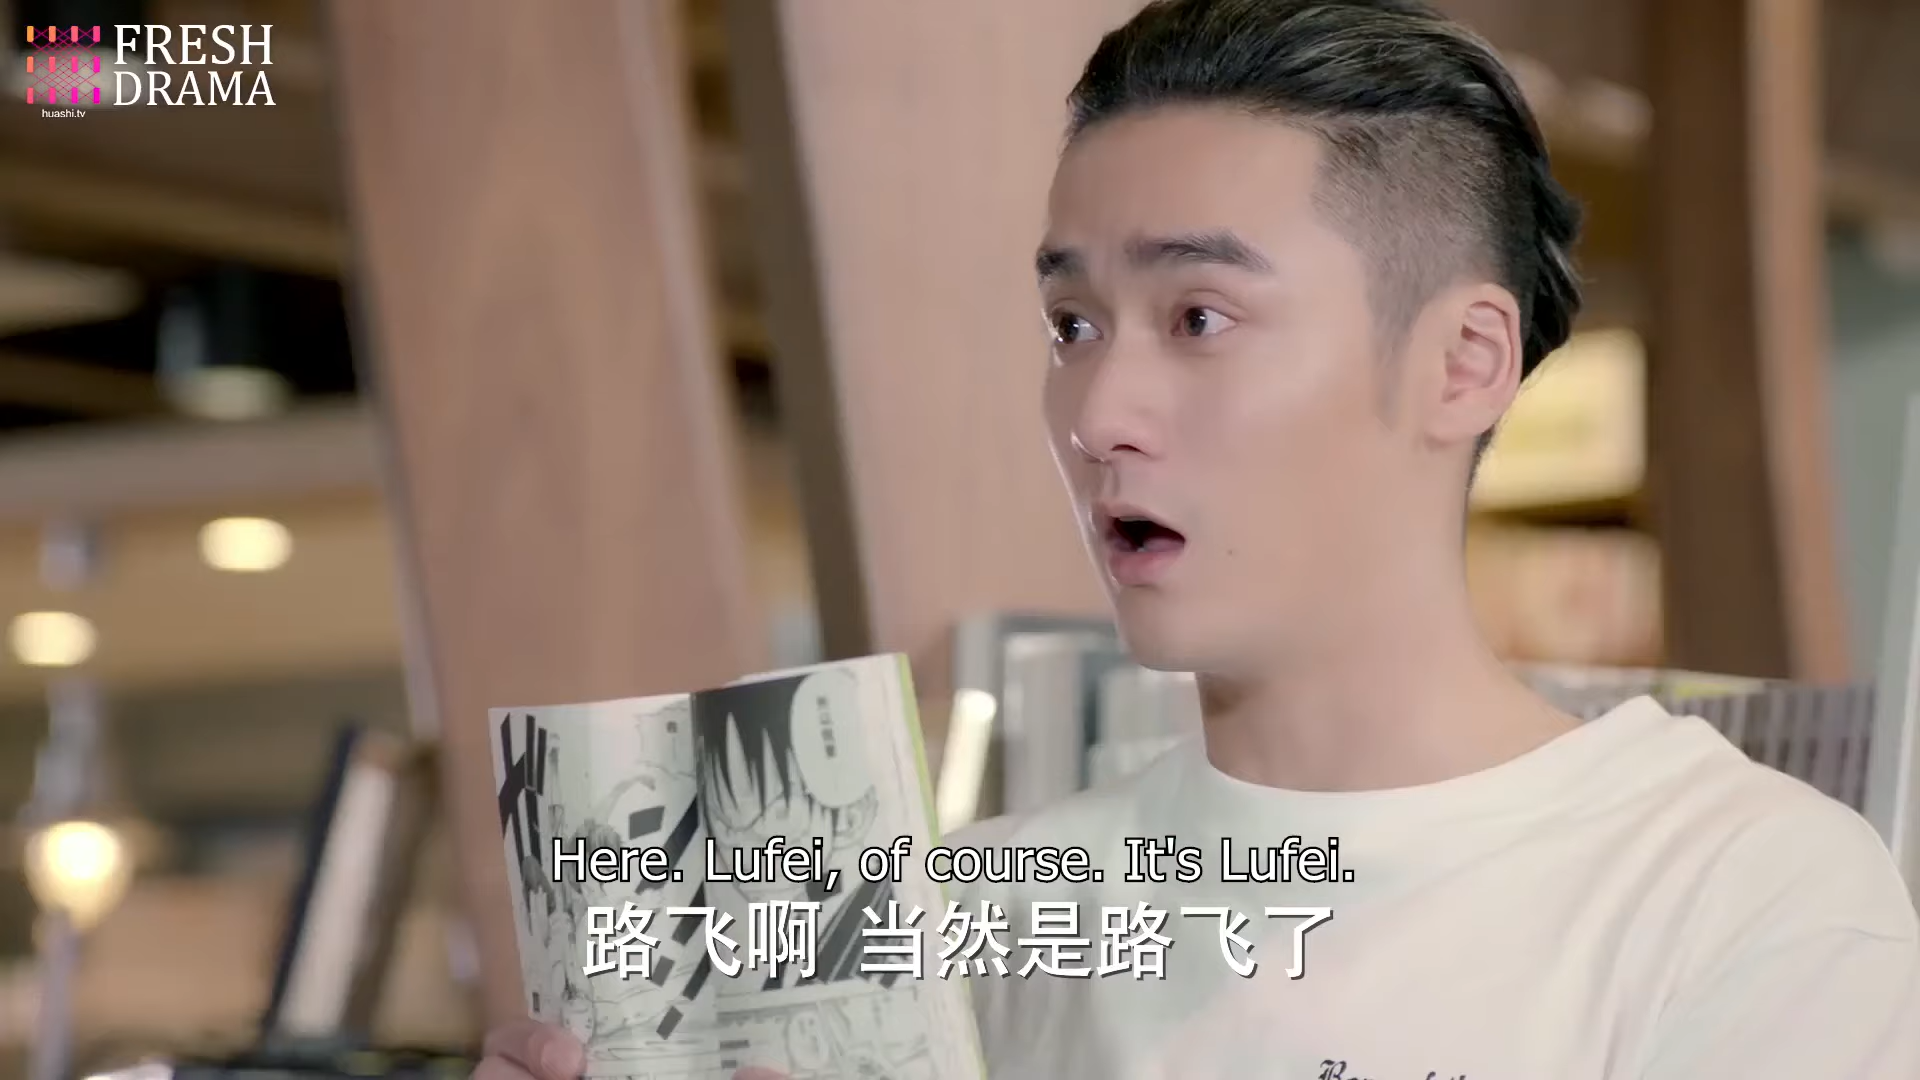 FRESH
DRAMA
huashi.tv
Here. Lufei, of course. It's Lufei.
路飞啊 当然是路飞了